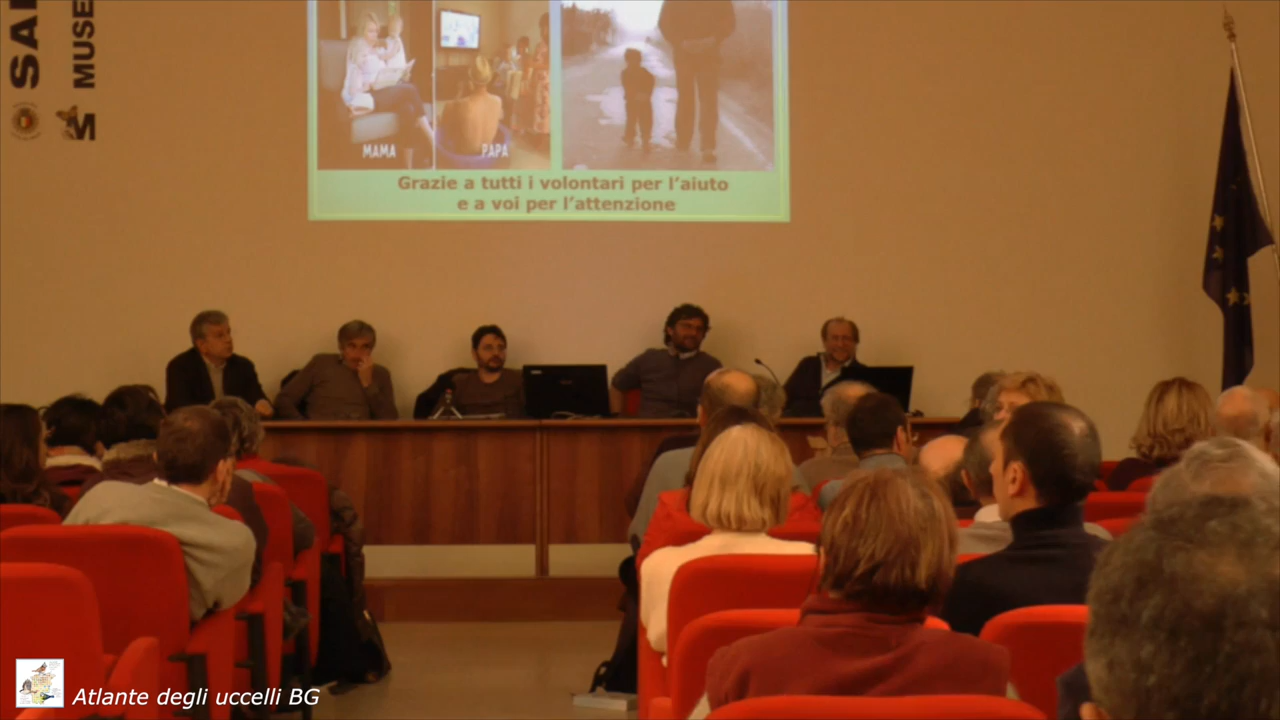 SA
MUSE
MAMA
PAPA
Grazie a tutti i volontari per l'aiuto
e a voi per l'attenzione
Atlante degli uccelli BG